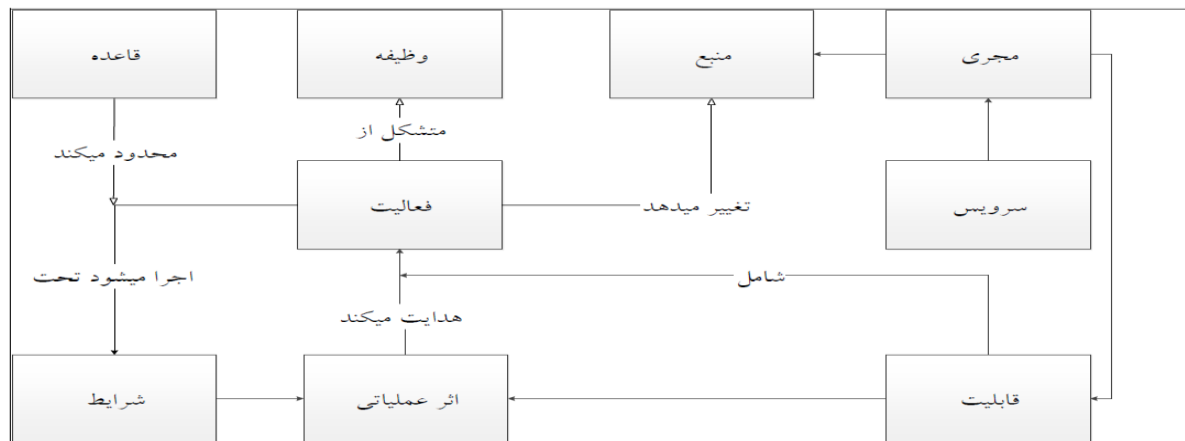 قاعده
وظیفه
منبع
مجری
متشکل از
محدود میکند
فعالیت
تغییر میدهد
سرویس
اجرا میشود تحت
شامل
هدایت میکند
شرایط
اثر عملیاتی
قابلیت